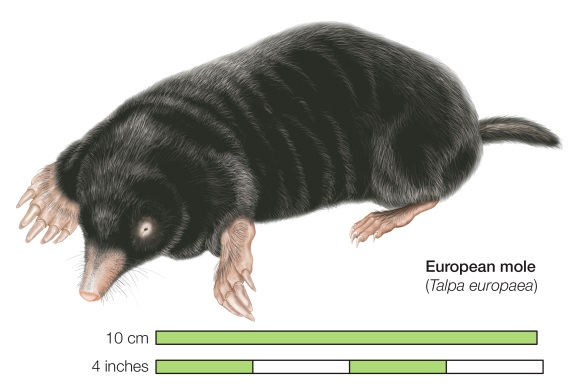 European mole
(Talpa europaea)
10 cm
4 inches